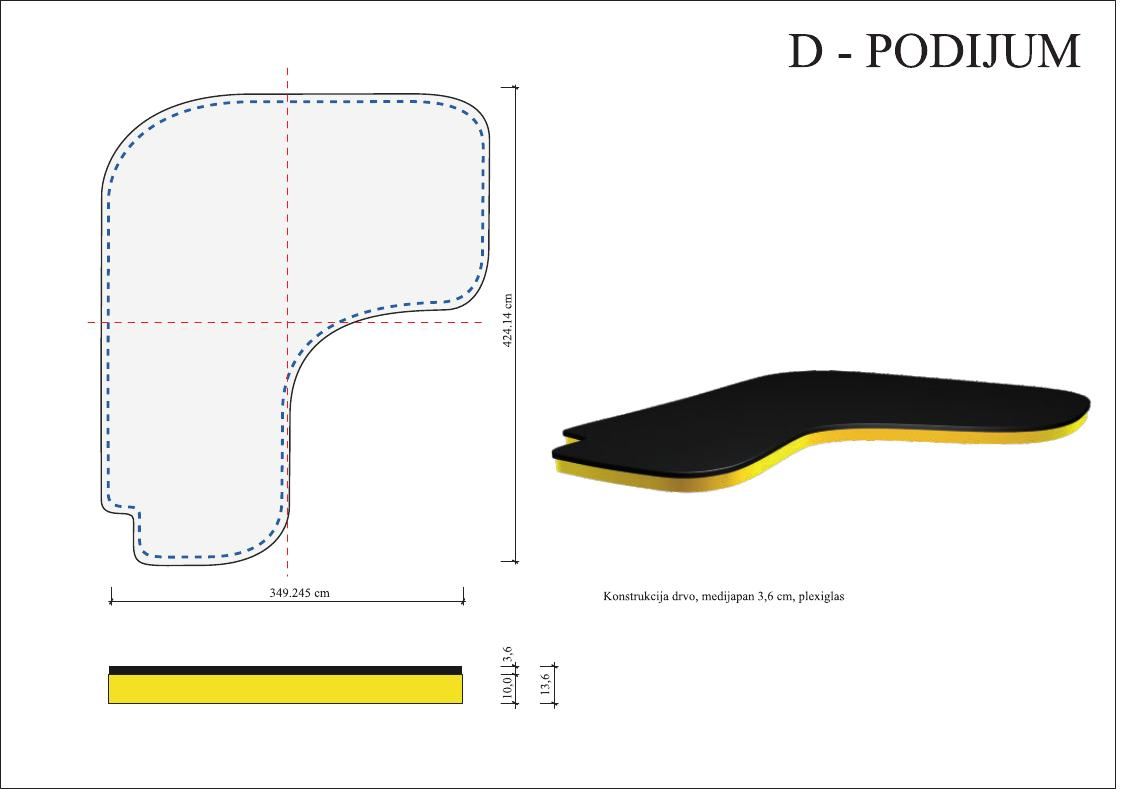 D - PODIJUM
424.14 cm
349.245 cm
Konstrukcija drvo, medijapan 3,6 cm, plexiglas
3,6
10,0
13,6